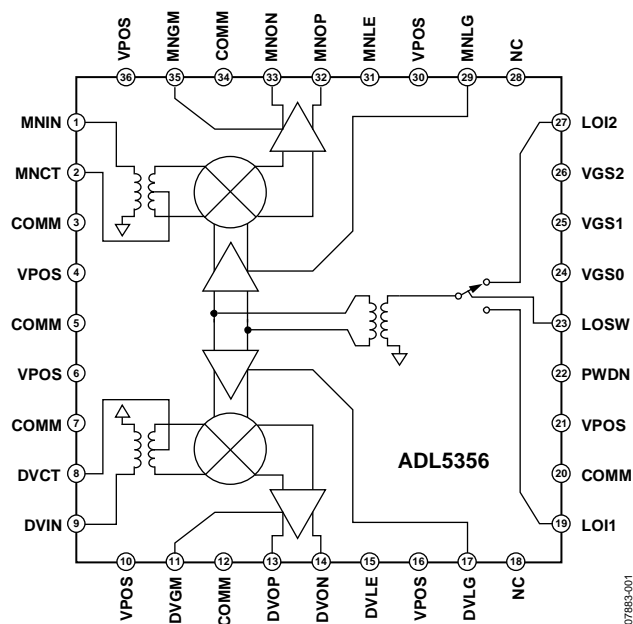 VPOS
MNGM
COMM
MNON
MNOP
MNLE
VPOS
MNLG
NC
36
35
34
33
32
31
30
29
28
MNIN 1
MNCT 2
COMM 3
VPOS 4
COMM 5
VPOS 6
COMM 7
DVCT 8
DVIN 9
27 LOI2
26 VGS2
25 VGS1
24 VGS0
23 LOSW
22 PWDN
21 VPOS
20 COMM
19 LOI1
ADL5356
10
11
12
13
14
15
16
17
18
VPOS
DVGM
COMM
DVOP
DVON
DVLE
VPOS
DVLG
NC
07883-001